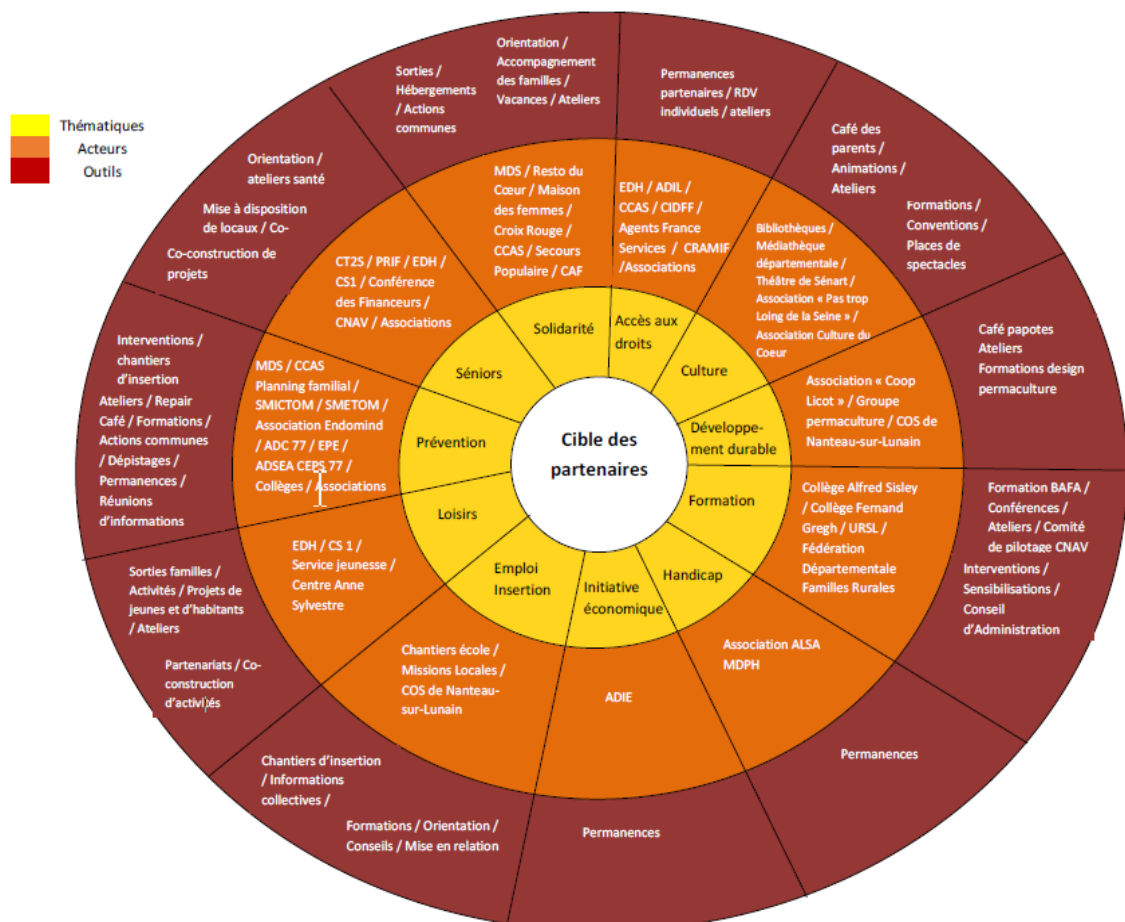 Thématiques
Acteurs
Outils
Cible des
partenaires
Solidarité
Accès aux
droits
Culture
Développe-
ment durable
Formation
Handicap
Initiative
économique
Emploi
Insertion
Loisirs
Prévention
Séniors
MDS / Resto du
Cœur / Maison
des femmes /
Croix Rouge /
CCAS / Secours
Populaire / CAF
EDH / ADIL /
CCAS / CIDFF /
Agents France
Services / CRAMIF
/Associations
Bibliothèques /
Médiathèque
départementale /
Théâtre de Sénart /
Association « Pas trop
Loing de la Seine » /
Association Culture du
Coeur
Association « Coop
Licot » / Groupe
permaculture / COS de
Nanteau-sur-Lunain
Collège Alfred Sisley
/ Collège Fernand
Gregh / URSL /
Fédération
Départementale
Familles Rurales
Association ALSA
MDPH
ADIE
Chantiers école /
Missions Locales /
COS de Nanteau-
sur-Lunain
EDH / CS 1 /
Service jeunesse /
Centre Anne
Sylvestre
MDS / CCAS
Planning familial /
SMICTOM / SMETOM /
Association Endomind
/ ADC 77 / EPE /
ADSEA CEPS 77 /
Collèges / Associations
CT2S / PRIF / EDH /
CS1 / Conférence
des Financeurs /
CNAV / Associations
Sorties /
Hébergements
/ Actions
communes
Orientation /
Accompagnement
des familles /
Vacances / Ateliers
Permanences
partenaires / RDV
individuels / ateliers
Café des
parents /
Animations /
Ateliers
Formations /
Conventions /
Places de
spectacles
Café papotes
Ateliers
Formations design
permaculture
Formation BAFA /
Conférences /
Ateliers / Comité
de pilotage CNAV
Interventions /
Sensibilisations /
Conseil
d'Administration
Permanences
Permanences
Chantiers d'insertion
/ Informations
collectives /
Formations / Orientation /
Conseils / Mise en relation
Sorties familles /
Activités / Projets de
jeunes et d'habitants
/ Ateliers
Partenariats / Co-
construction
d'activités
Interventions /
chantiers
d'insertion
Ateliers / Repair
Café / Formations /
Actions communes
/ Dépistages /
Permanences /
Réunions
d'informations
Orientation /
ateliers santé
Mise à disposition
de locaux / Co-
Co-construction de
projets